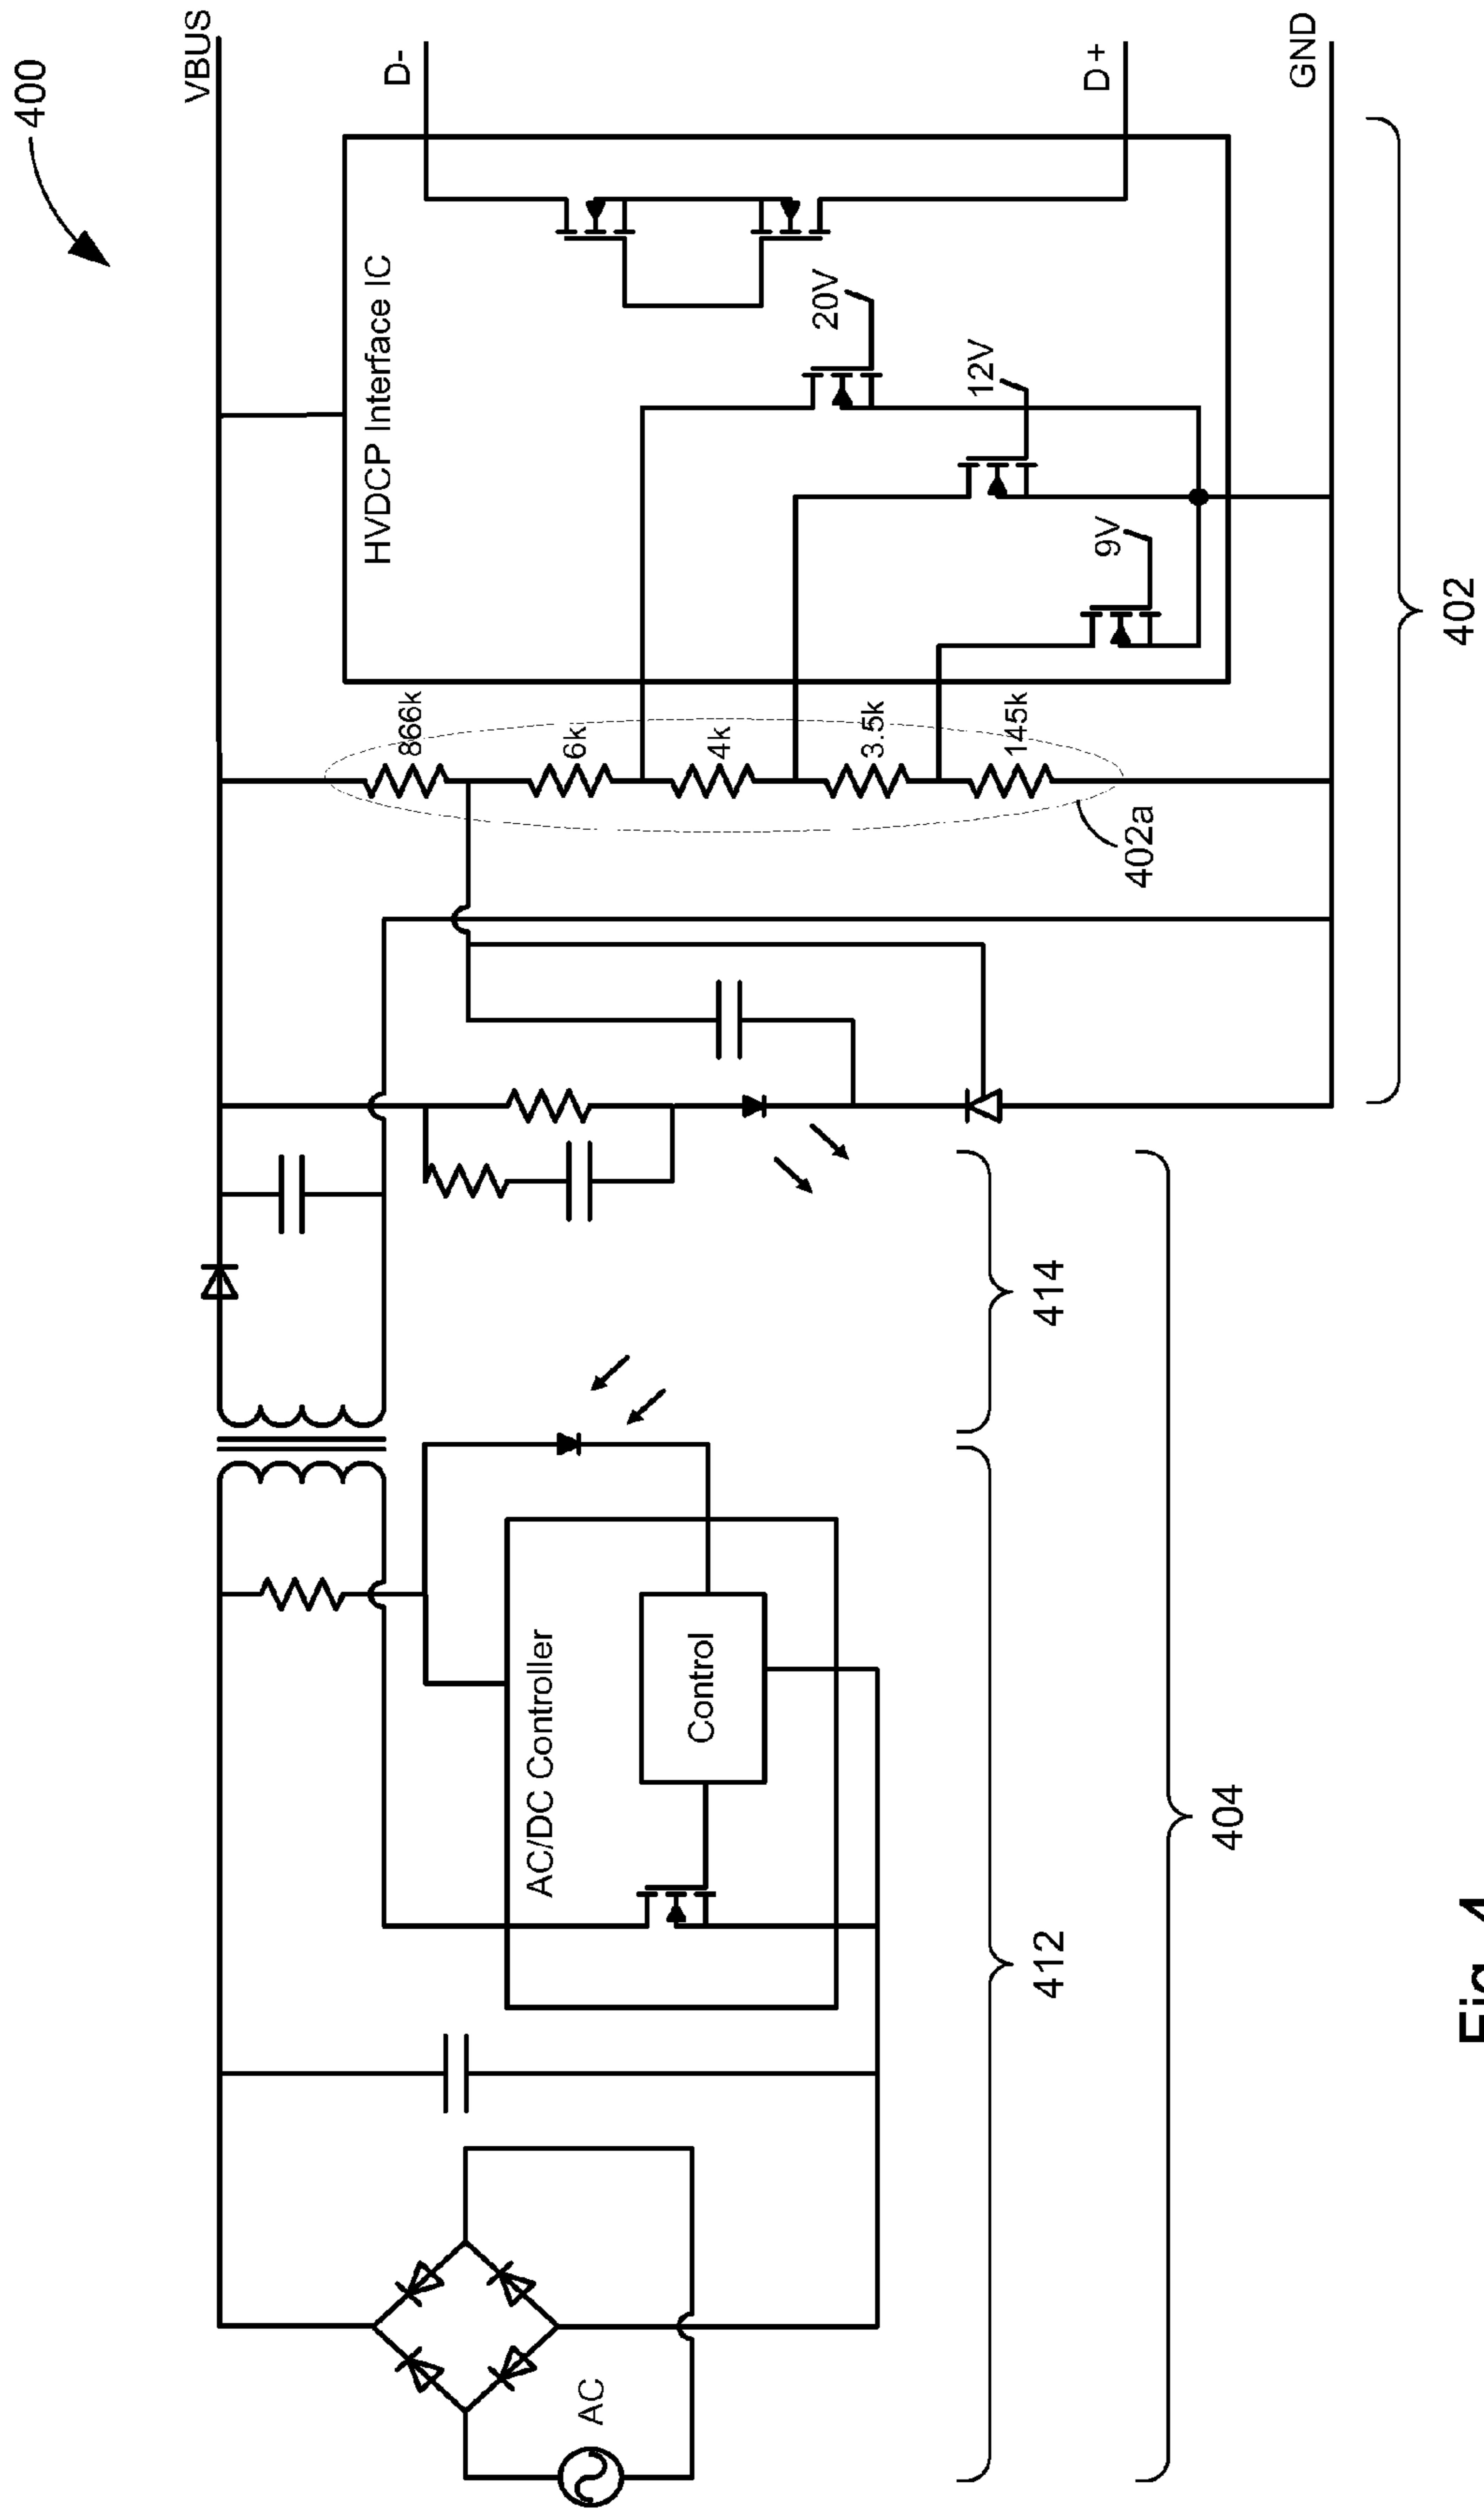 400
VBUS
D-
D+
GND
HVDCP Interface IC
20V
12V
9V
866k
6k
4k
3.5k
145k
402a
402
AC/DC Controller
Control
AC
414
412
404
Fig. 4